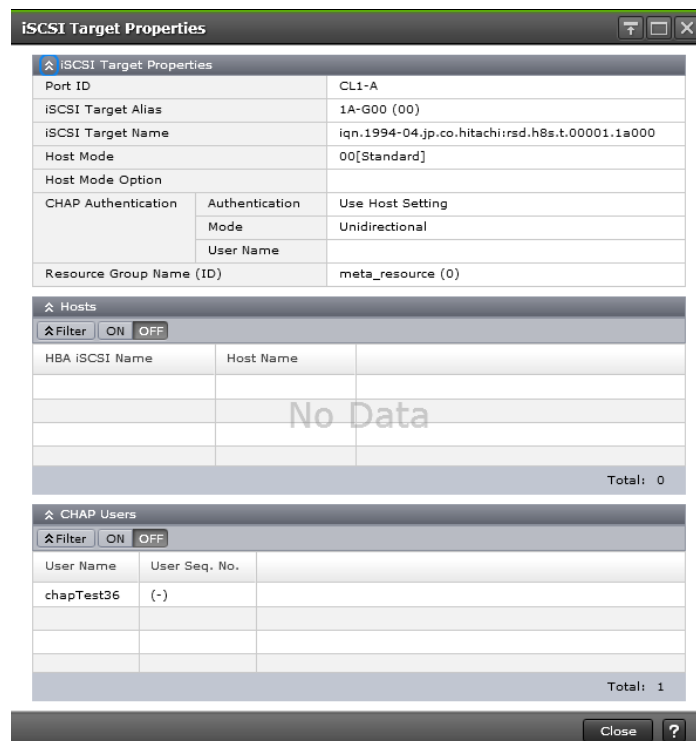 iSCSI Target Properties
iSCSI Target Properties
Port ID CL1-A
iSCSI Target Alias 1A-G00 (00)
iSCSI Target Name iqn.1994-04.jp.co.hitachi:rsd.h8s.t.00001.1a000
Host Mode 00[Standard]
Host Mode Option
CHAP Authentication Authentication Use Host Setting
Mode Unidirectional
User Name
Resource Group Name (ID) meta_resource (0)
Hosts
Filter ON OFF
HBA iSCSI Name Host Name
No Data
Total: 0
CHAP Users
Filter ON OFF
User Name User Seq. No.
chapTest36 (-)
Total: 1
Close ?